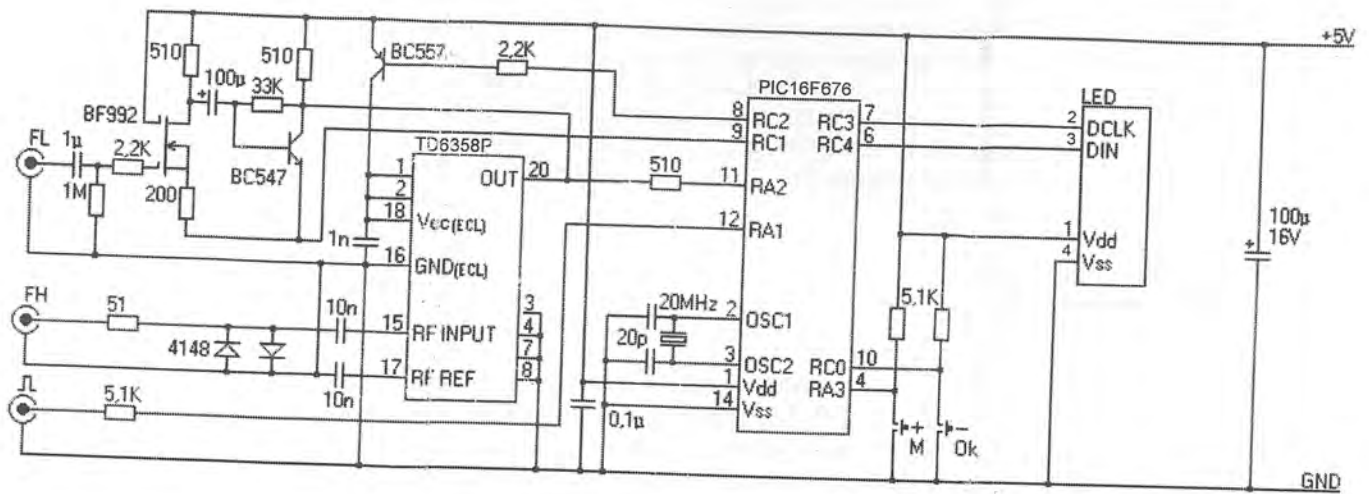 +5V
510
510
BC557
2,2K
100μ
33K
PIC16F676
LED
BF992
8 RC2 RC3 7
2 DCLK
9 RC1 RC4 6
3 DIN
FL
1μ
2,2K
BC547
TD6358P
1
OUT 20
510
11 RA2
1M
200
2
18 VCC(ECL)
12 RA1
100μ
16V
1 Vdd
4 Vss
1n
16 GND(ECL)
FH
51
10n
3
20MHz
2 OSC1
5,1K
15 RF INPUT
4
4148
20p
7
3 OSC2 RC0 10
17 RF REF
8
1 Vdd RA3 4
10n
14 Vss
5,1K
0,1μ
+
M
−
Ok
GND